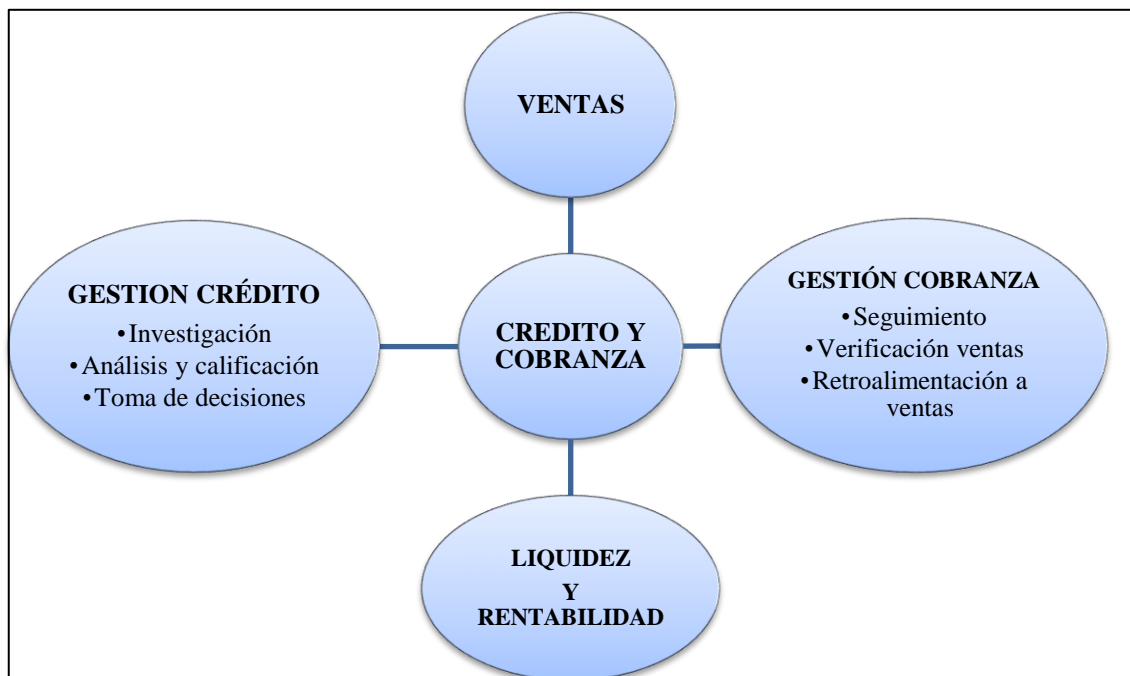 VENTAS
GESTION CRÉDITO
•Investigación
•Análisis y calificación
•Toma de decisiones
CREDITO Y
COBRANZA
GESTIÓN COBRANZA
•Seguimiento
•Verificación ventas
•Retroalimentación a
ventas
LIQUIDEZ
Y
RENTABILIDAD